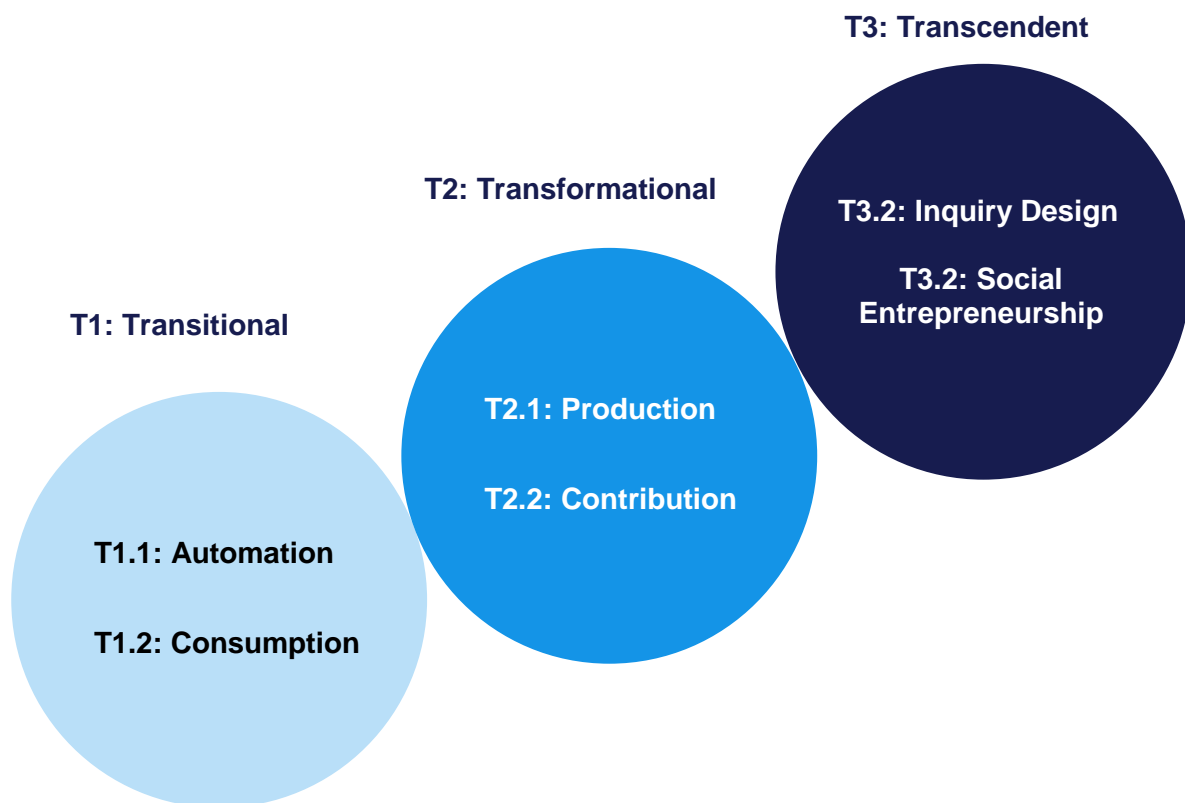 T1: Transitional
T1.1: Automation
T1.2: Consumption
T2: Transformational
T2.1: Production
T2.2: Contribution
T3: Transcendent
T3.2: Inquiry Design
T3.2: Social
Entrepreneurship